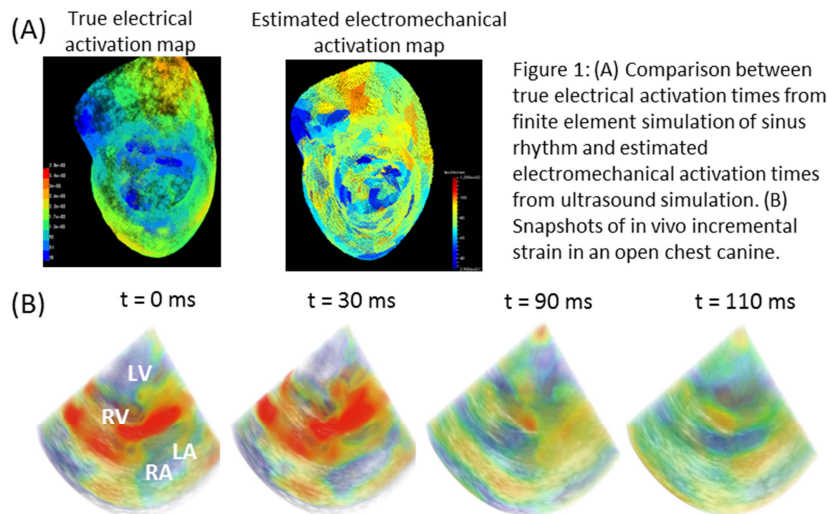 (A)
True electrical
activation map
Estimated electromechanical
activation map
Figure 1: (A) Comparison between
true electrical activation times from
finite element simulation of sinus
rhythm and estimated
electromechanical activation times
from ultrasound simulation. (B)
Snapshots of in vivo incremental
strain in an open chest canine.
(B)
t = 0 ms
t = 30 ms
t = 90 ms
t = 110 ms
LV
RV
LA
RA